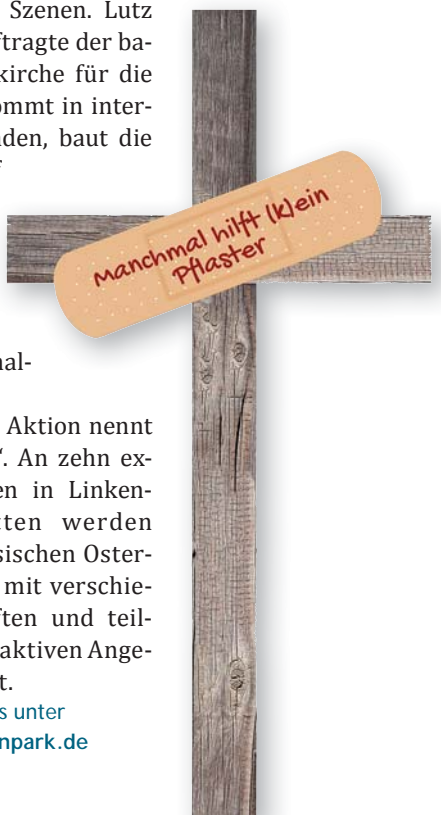 Szenen. Lutz
ftragte der ba-
kirche für die
ommt in inter-
den, baut die
Manchmal hilft (k)ein
Pflaster
al-
Aktion nennt
“. An zehn ex-
en in Linken-
tten werden
sischen Oster-
mit verschie-
ften und teil-
aktiven Ange-
t.
s unter
npark.de